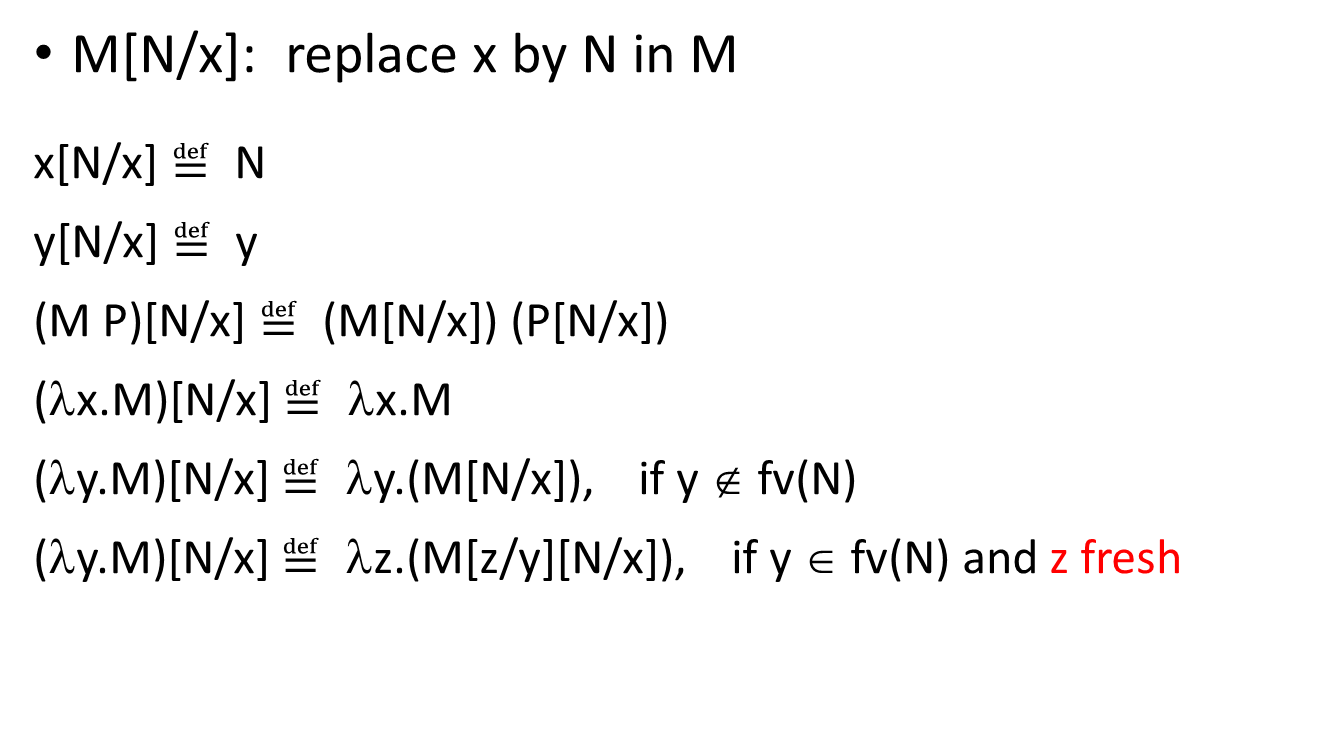 • M[N/x]: replace x by N in M
x[N/x] ≝ N
y[N/x] ≝ y
(M P)[N/x] ≝ (M[N/x]) (P[N/x])
(λx.M)[N/x] ≝ λx.M
(λy.M)[N/x] ≝ λy.(M[N/x]), if y ∉ fv(N)
(λy.M)[N/x] ≝ λz.(M[z/y][N/x]), if y ∈ fv(N) and z fresh